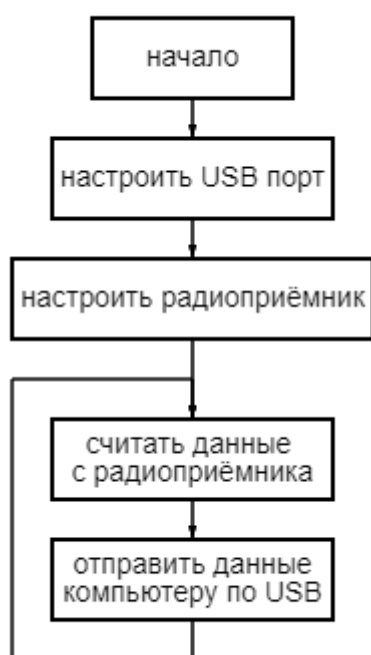 начало
настроить USB порт
настроить радиоприёмник
считать данные
с радиоприёмника
отправить данные
компьютеру по USB